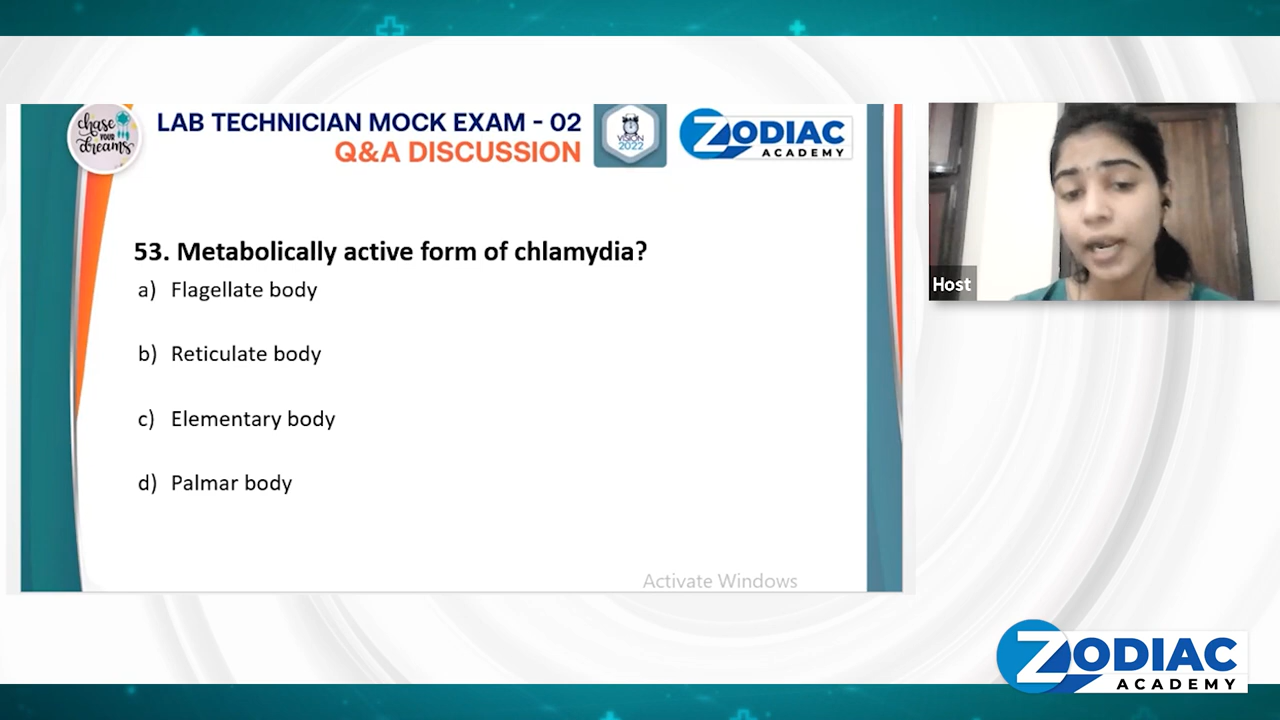 chase
YOUR
dreams
LAB TECHNICIAN MOCK EXAM - 02
Q&A DISCUSSION
VISION
2022
ZODIAC
ACADEMY
53. Metabolically active form of chlamydia?
a) Flagellate body
b) Reticulate body
c) Elementary body
d) Palmar body
Activate Windows
Host
ZODIAC
ACADEMY